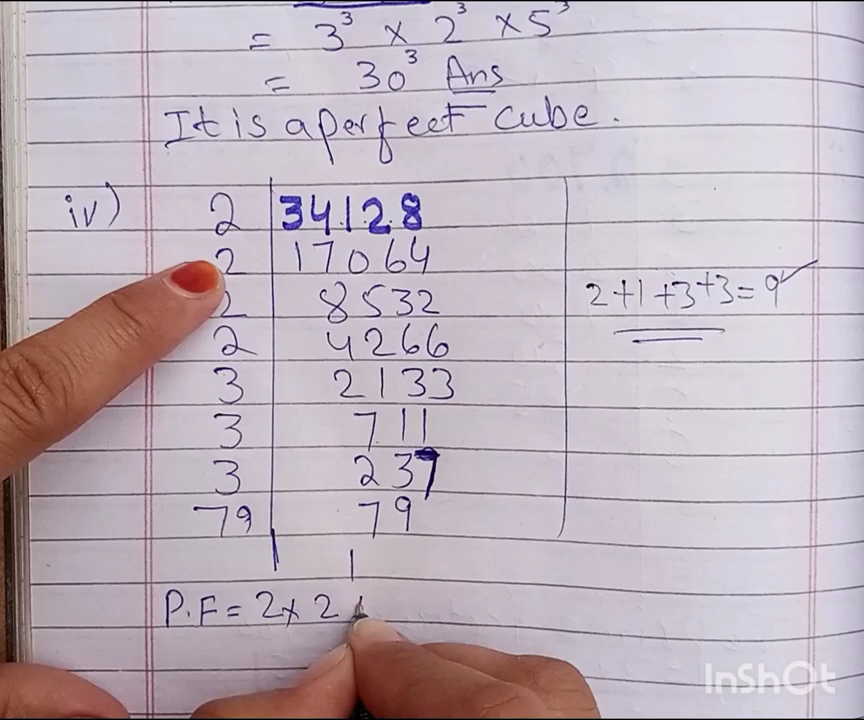 = 3³ × 2³ × 5³
= 30³ Ans
It is a perfect cube.
iv) 2 | 34128
2 | 17064
2 | 8532
2 | 4266
3 | 2133
3 | 711
3 | 237
79 | 79
1
2+1+3+3=9 ✓
P.F = 2 × 2
InShOt